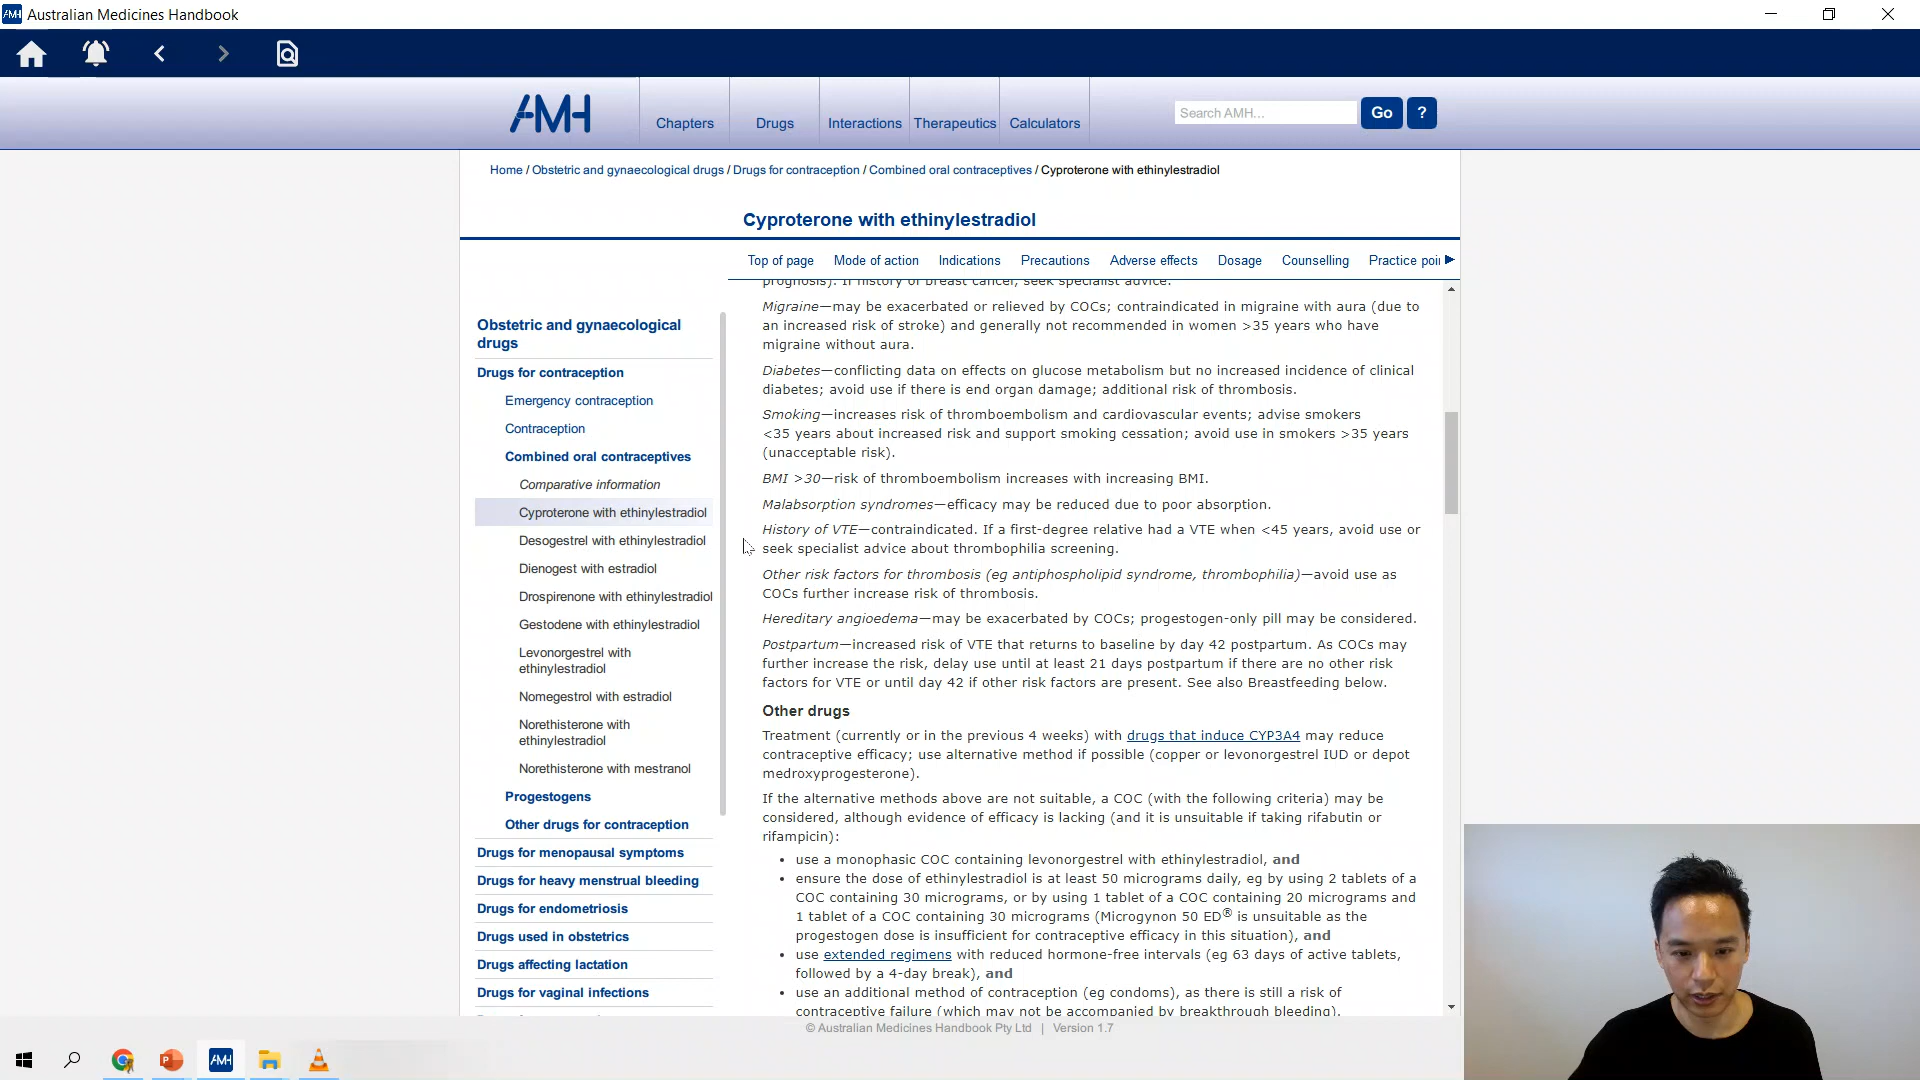 AMH Australian Medicines Handbook
AMH
Chapters
Drugs
Interactions
Therapeutics
Calculators
Search AMH...
Go
?
Home / Obstetric and gynaecological drugs / Drugs for contraception / Combined oral contraceptives / Cyproterone with ethinylestradiol
Cyproterone with ethinylestradiol
Top of page
Mode of action
Indications
Precautions
Adverse effects
Dosage
Counselling
Practice poi
Obstetric and gynaecological
drugs
Drugs for contraception
Emergency contraception
Contraception
Combined oral contraceptives
Comparative information
Cyproterone with ethinylestradiol
Desogestrel with ethinylestradiol
Dienogest with estradiol
Drospirenone with ethinylestradiol
Gestodene with ethinylestradiol
Levonorgestrel with
ethinylestradiol
Nomegestrol with estradiol
Norethisterone with
ethinylestradiol
Norethisterone with mestranol
Progestogens
Other drugs for contraception
Drugs for menopausal symptoms
Drugs for heavy menstrual bleeding
Drugs for endometriosis
Drugs used in obstetrics
Drugs affecting lactation
Drugs for vaginal infections
prognosis). If history of breast cancer, seek specialist advice.
Migraine—may be exacerbated or relieved by COCs; contraindicated in migraine with aura (due to
an increased risk of stroke) and generally not recommended in women >35 years who have
migraine without aura.
Diabetes—conflicting data on effects on glucose metabolism but no increased incidence of clinical
diabetes; avoid use if there is end organ damage; additional risk of thrombosis.
Smoking—increases risk of thromboembolism and cardiovascular events; advise smokers
<35 years about increased risk and support smoking cessation; avoid use in smokers >35 years
(unacceptable risk).
BMI >30—risk of thromboembolism increases with increasing BMI.
Malabsorption syndromes—efficacy may be reduced due to poor absorption.
History of VTE—contraindicated. If a first-degree relative had a VTE when <45 years, avoid use or
seek specialist advice about thrombophilia screening.
Other risk factors for thrombosis (eg antiphospholipid syndrome, thrombophilia)—avoid use as
COCs further increase risk of thrombosis.
Hereditary angioedema—may be exacerbated by COCs; progestogen-only pill may be considered.
Postpartum—increased risk of VTE that returns to baseline by day 42 postpartum. As COCs may
further increase the risk, delay use until at least 21 days postpartum if there are no other risk
factors for VTE or until day 42 if other risk factors are present. See also Breastfeeding below.
Other drugs
Treatment (currently or in the previous 4 weeks) with drugs that induce CYP3A4 may reduce
contraceptive efficacy; use alternative method if possible (copper or levonorgestrel IUD or depot
medroxyprogesterone).
If the alternative methods above are not suitable, a COC (with the following criteria) may be
considered, although evidence of efficacy is lacking (and it is unsuitable if taking rifabutin or
rifampicin):
• use a monophasic COC containing levonorgestrel with ethinylestradiol, and
• ensure the dose of ethinylestradiol is at least 50 micrograms daily, eg by using 2 tablets of a
COC containing 30 micrograms, or by using 1 tablet of a COC containing 20 micrograms and
1 tablet of a COC containing 30 micrograms (Microgynon 50 ED® is unsuitable as the
progestogen dose is insufficient for contraceptive efficacy in this situation), and
• use extended regimens with reduced hormone-free intervals (eg 63 days of active tablets,
followed by a 4-day break), and
• use an additional method of contraception (eg condoms), as there is still a risk of
contraceptive failure (which may not be accompanied by breakthrough bleeding).
© Australian Medicines Handbook Pty Ltd | Version 1.7
AMH